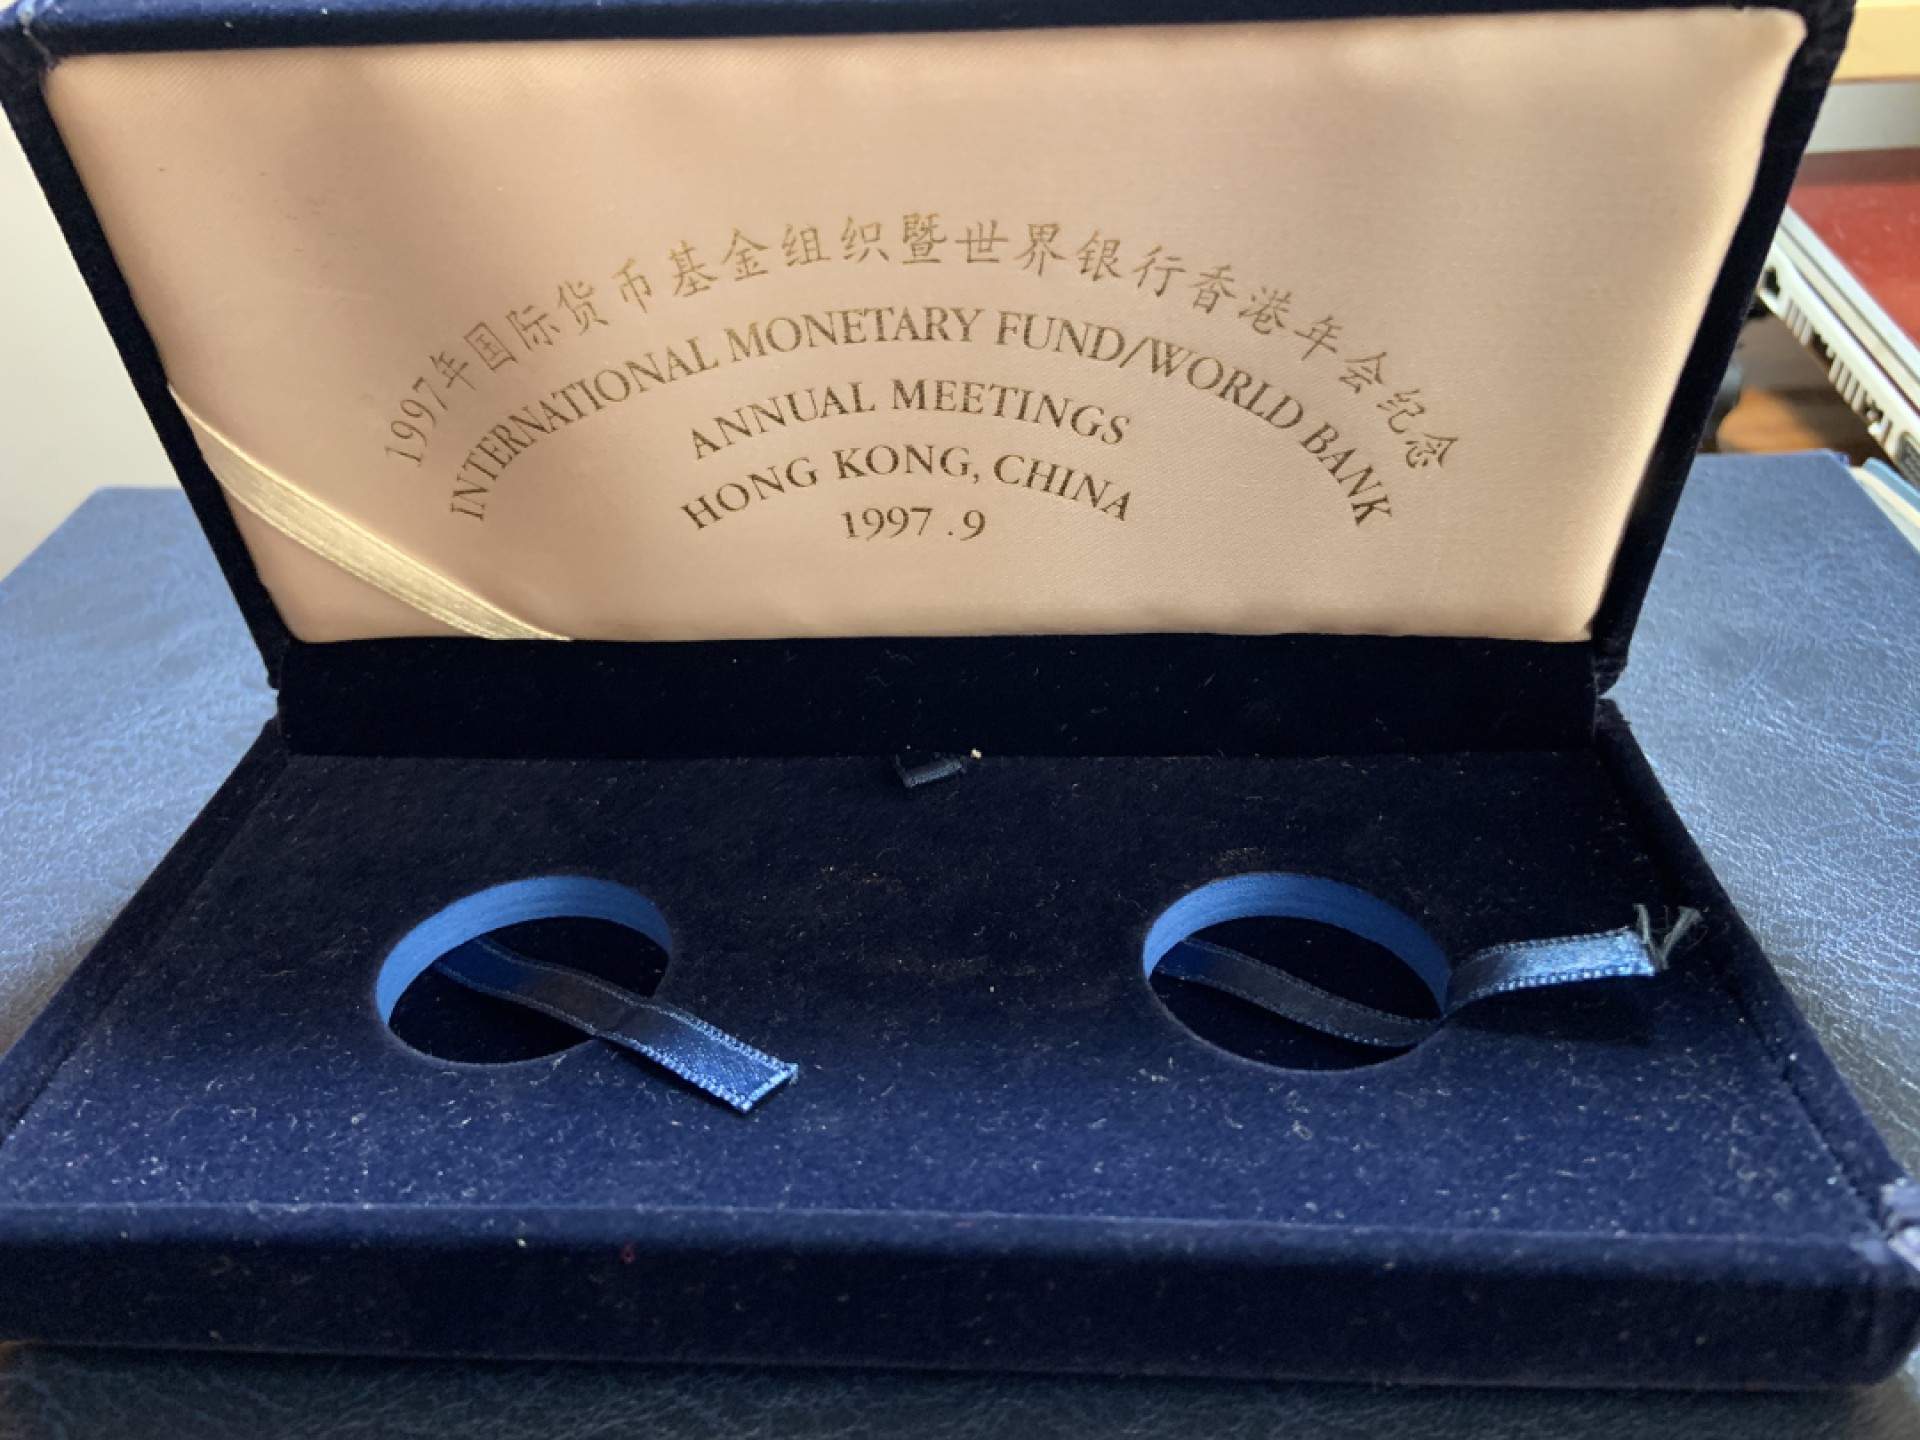 1997年国际货币基金组织暨世界银行香港年会纪念
INTERNATIONAL MONETARY FUND/WORLD BANK
ANNUAL MEETINGS
HONG KONG, CHINA
1997.9